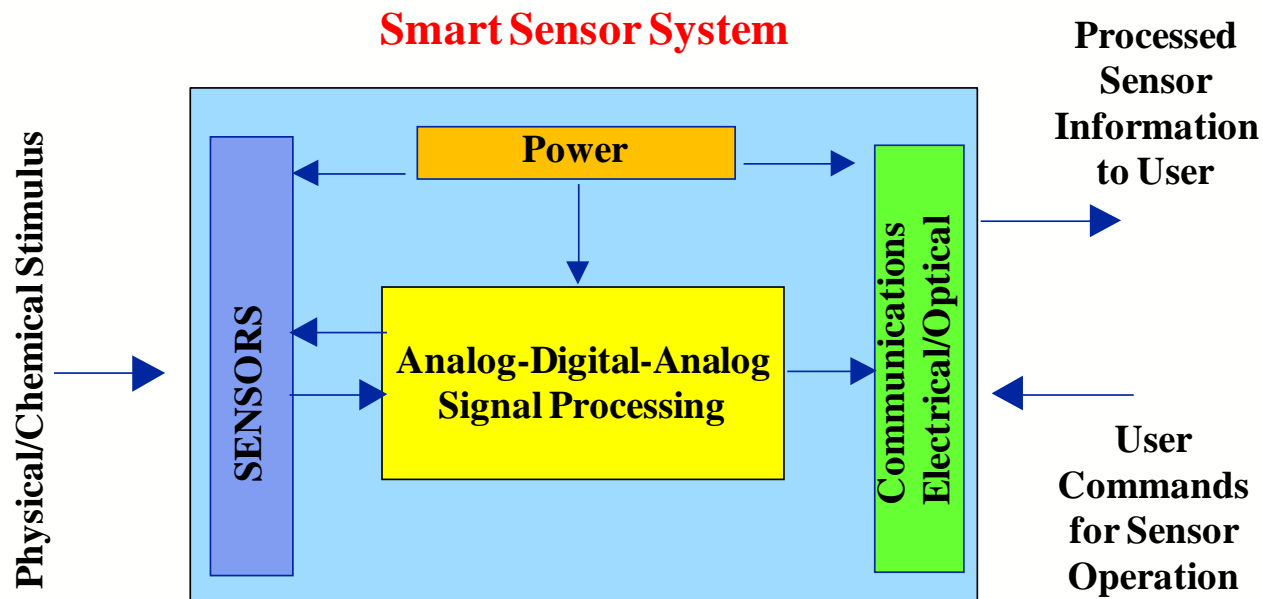 Smart Sensor System
Processed
Sensor
Information
to User
Physical/Chemical Stimulus
Power
SENSORS
Analog-Digital-Analog
Signal Processing
Communications
Electrical/Optical
User
Commands
for Sensor
Operation